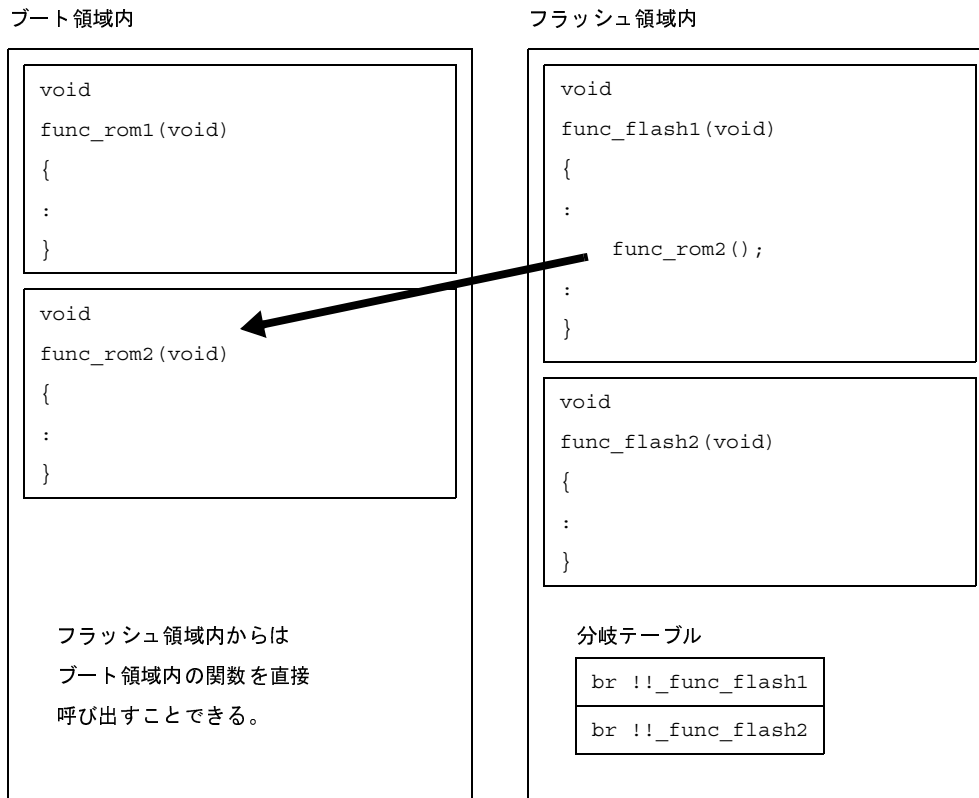 ブート領域内
void
func_rom1(void)
{
:
}
void
func_rom2(void)
{
:
}
フラッシュ領域内からは
ブート領域内の関数を直接
呼び出すことできる。
フラッシュ領域内
void
func_flash1(void)
{
:
func_rom2();
:
}
void
func_flash2(void)
{
:
}
分岐テーブル
br !!_func_flash1
br !!_func_flash2